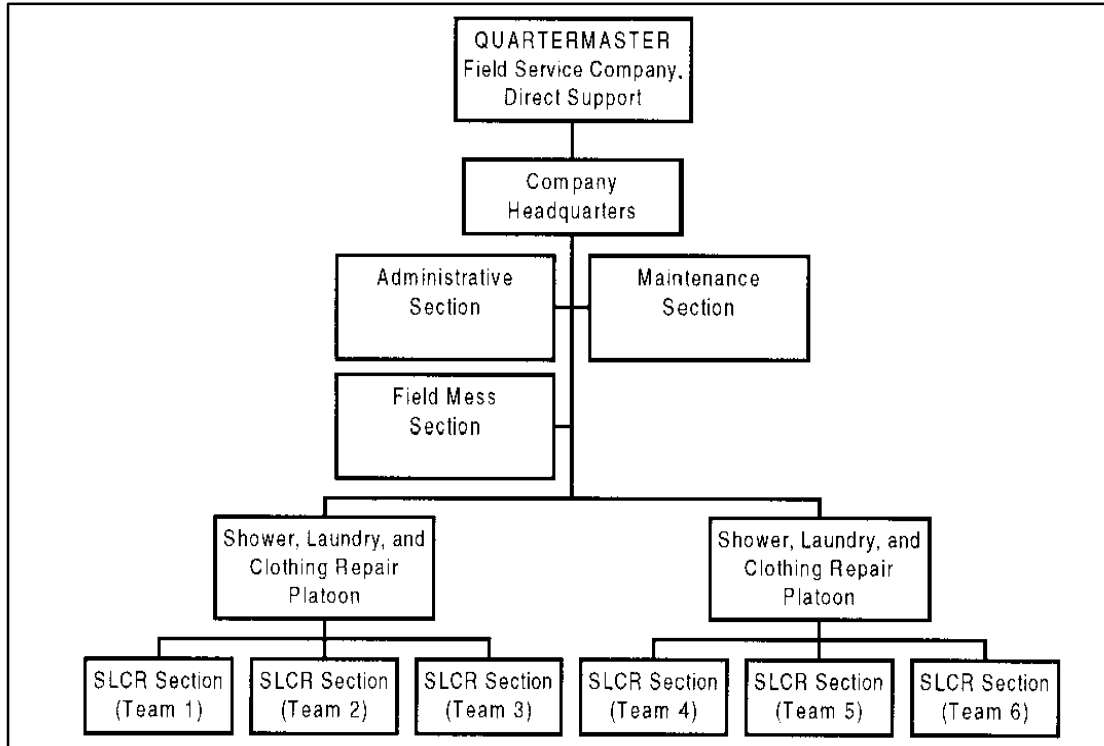 QUARTERMASTER
Field Service Company,
Direct Support
Company
Headquarters
Administrative
Section
Maintenance
Section
Field Mess
Section
Shower, Laundry, and
Clothing Repair
Platoon
Shower, Laundry, and
Clothing Repair
Platoon
SLCR Section
(Team 1)
SLCR Section
(Team 2)
SLCR Section
(Team 3)
SLCR Section
(Team 4)
SLCR Section
(Team 5)
SLCR Section
(Team 6)